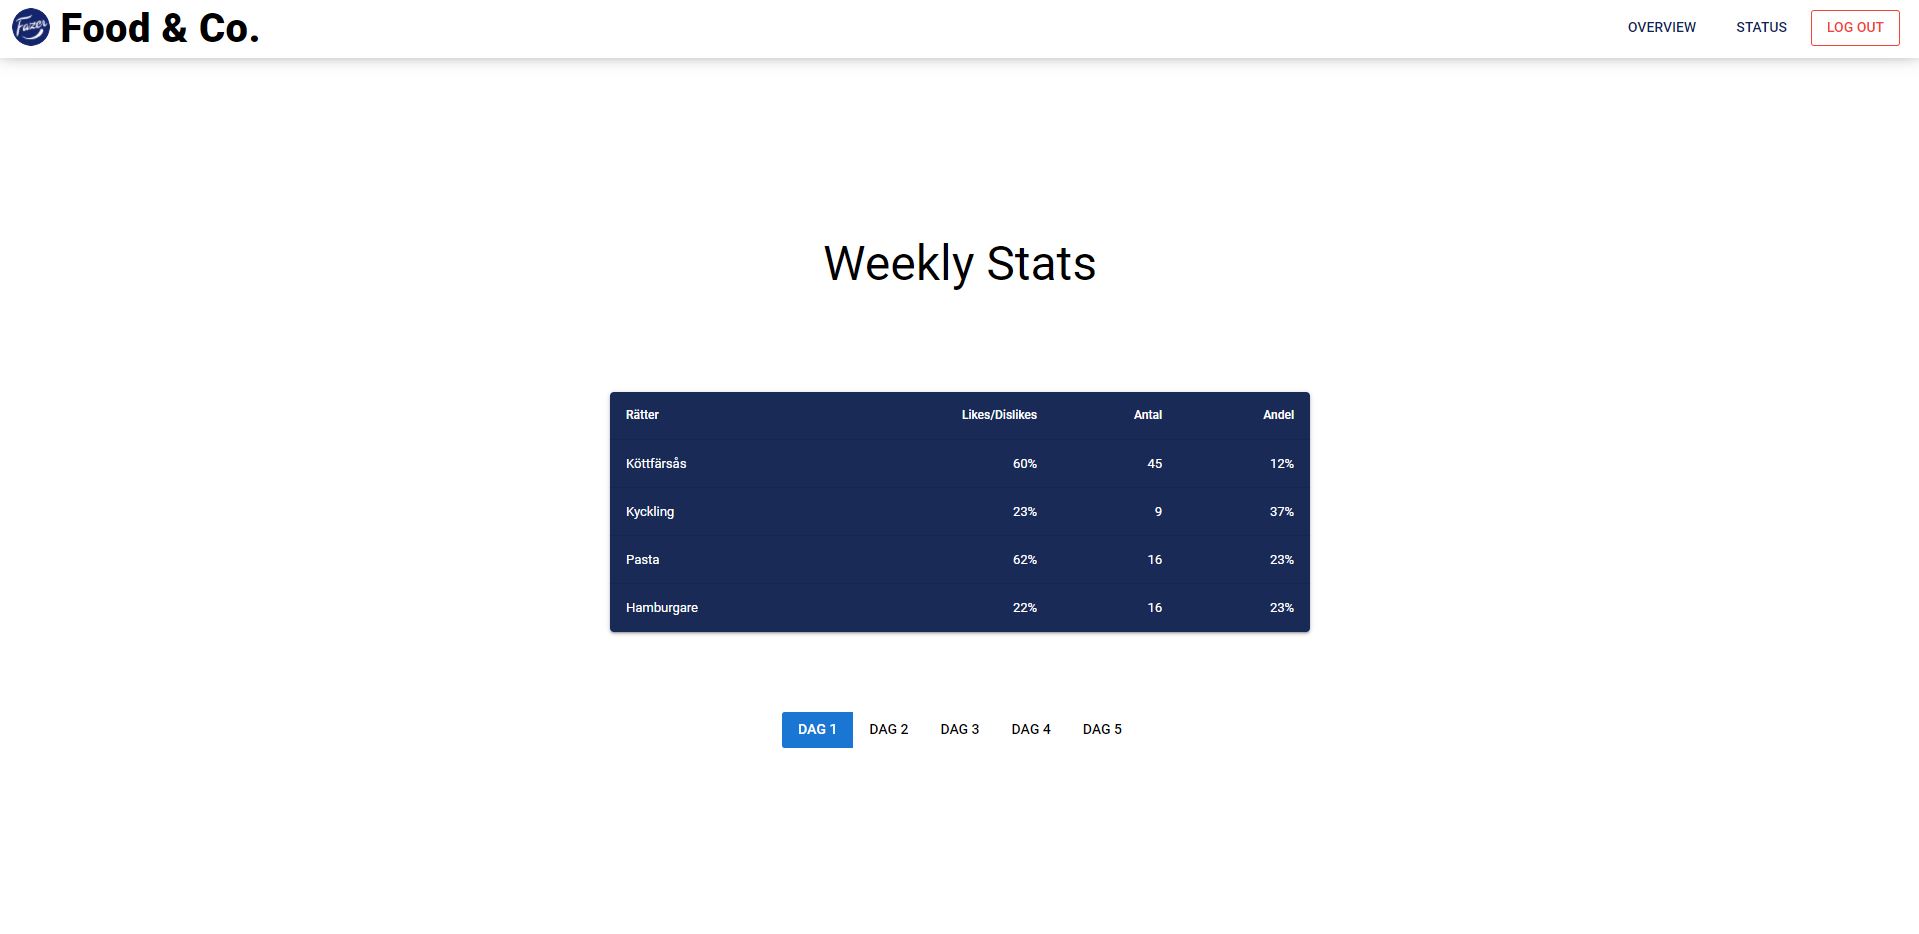 Fazer Food & Co.
OVERVIEW STATUS LOG OUT
Weekly Stats
Rätter Likes/Dislikes Antal Andel
Köttfärsås 60% 45 12%
Kyckling 23% 9 37%
Pasta 62% 16 23%
Hamburgare 22% 16 23%
DAG 1 DAG 2 DAG 3 DAG 4 DAG 5